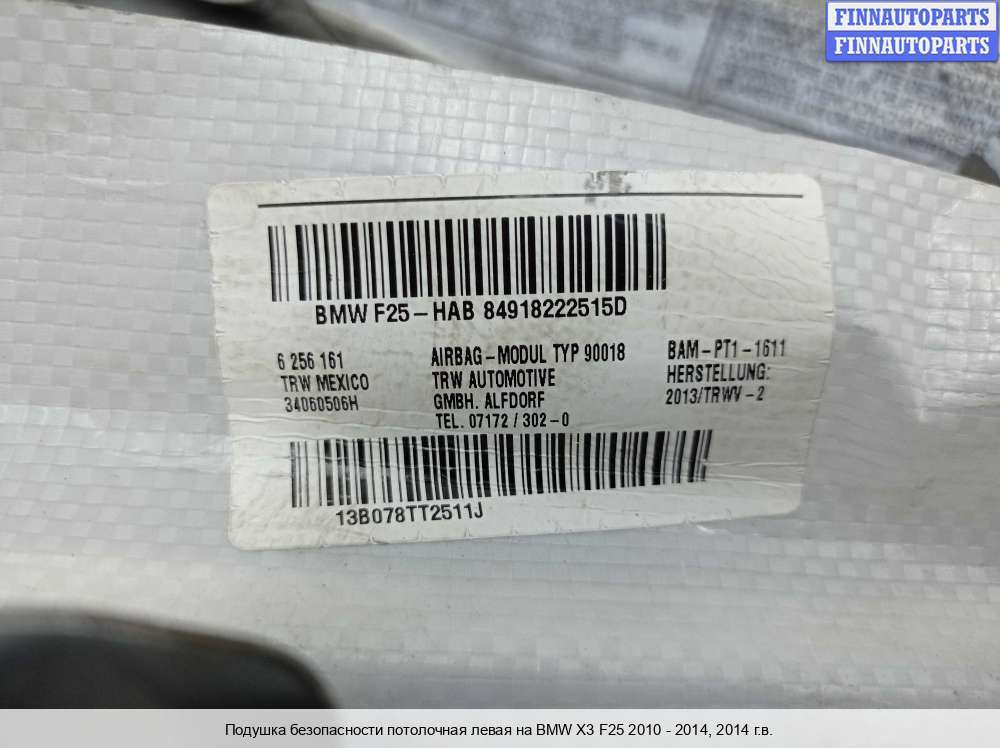 FINNAUTOPARTS
FINNAUTOPARTS
BMW F25-HAB 84918222515D
6 256 161
TRW MEXICO
34060506H
AIRBAG-MODUL TYP 90018
TRW AUTOMOTIVE
GMBH. ALFDORF
TEL. 07172 / 302-0
BAM-PT1-1611
HERSTELLUNG:
2013/TRWV-2
13B078TT2511J
Подушка безопасности потолочная левая на BMW X3 F25 2010 - 2014, 2014 г.в.